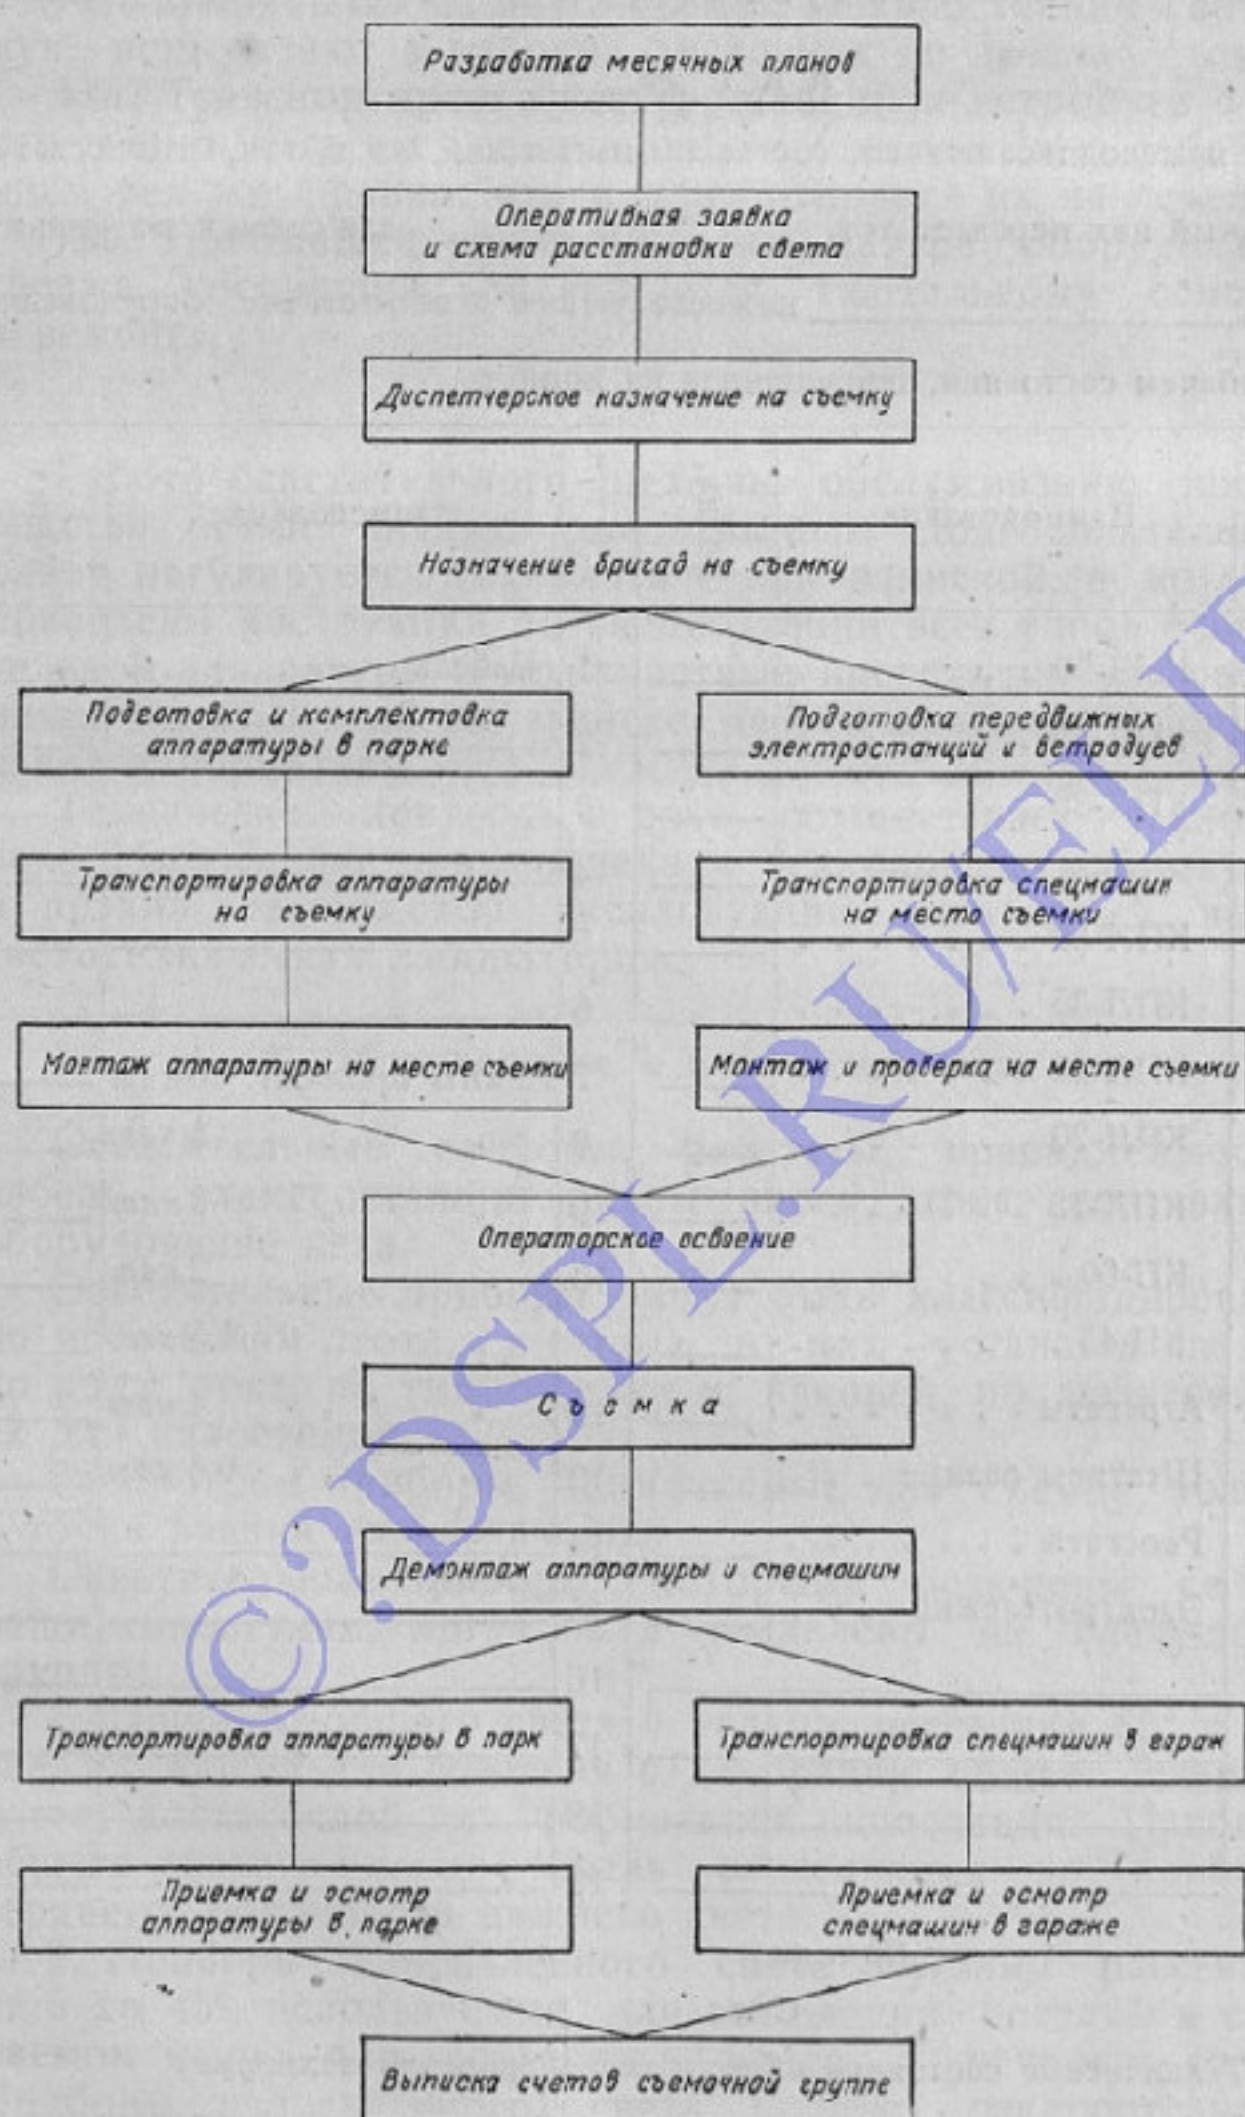 Разработка месячных планов
Оперативная заявка
и схема расстановки света
Диспетчерское назначение на съемку
Назначение бригад на съемку
Подготовка и комплектовка
аппаратуры в парке
Подготовка передвижных
электростанций и ветродуев
Транспортировка аппаратуры
на съемку
Транспортировка спецмашин
на место съемки
Монтаж аппаратуры на месте съемки
Монтаж и проверка на месте съемки
Операторское освоение
Съемка
Демонтаж аппаратуры и спецмашин
Транспортировка аппаратуры в парк
Транспортировка спецмашин в гараж
Приемка и осмотр
аппаратуры в парке
Приемка и осмотр
спецмашин в гараже
Выписка счетов съемочной группе
©?DSPL.RU/ELIB